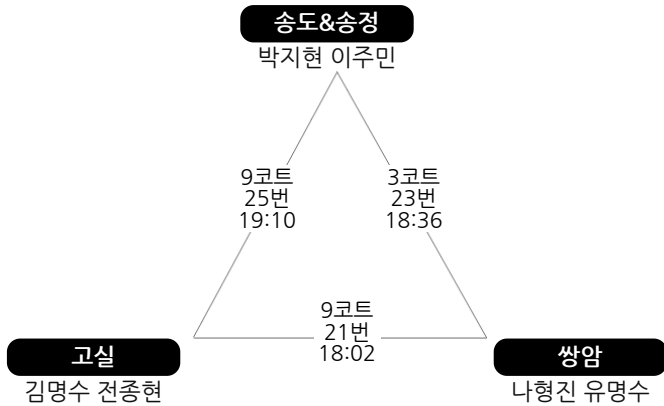 송도&송정
박지현 이주민
9코트
25번
19:10
3코트
23번
18:36
9코트
21번
18:02
고실
김명수 전종현
쌍암
나형진 유명수